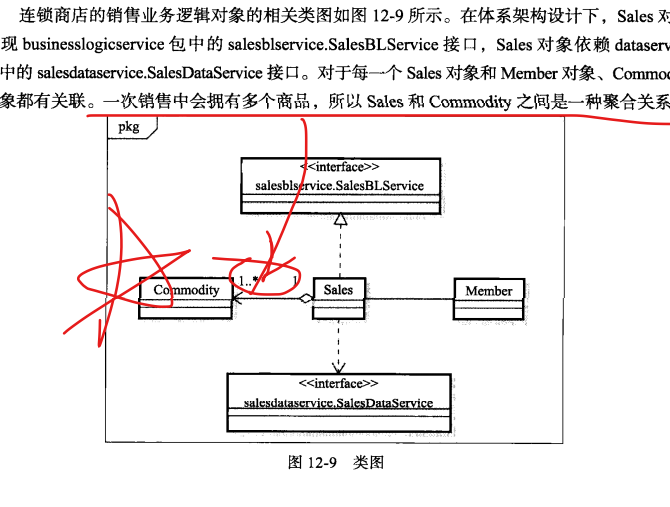 连锁商店的销售业务逻辑对象的相关类图如图 12-9 所示。在体系架构设计下，Sales 对
现 businesslogicservice 包中的 salesblservice.SalesBLService 接口，Sales 对象依赖 dataserv
中的 salesdataservice.SalesDataService 接口。对于每一个 Sales 对象和 Member 对象、Commod
象都有关联。一次销售中会拥有多个商品，所以 Sales 和 Commodity 之间是一种聚合关系
pkg
<<interface>>
salesblservice.SalesBLService
1..* 1
Commodity Sales Member
<<interface>>
salesdataservice.SalesDataService
图 12-9 类图